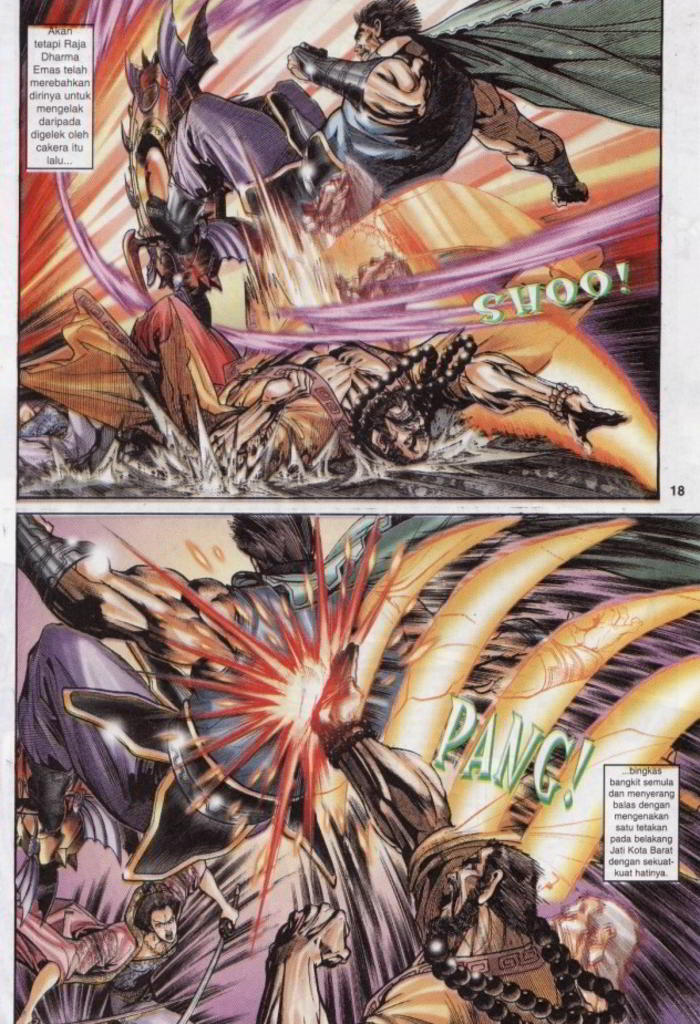 Akan
tetapi Raja
Dharma
Emas telah
merebahkan
dirinya untuk
mengelak
daripada
digelek oleh
cakera itu
lalu...
SHOO!
18
PANG!
...bingkas
bangkit semula
dan menyerang
balas dengan
mengenakan
satu tetakan
pada belakang
Jati Kota Barat
dengan sekuat-
kuat hatinya.